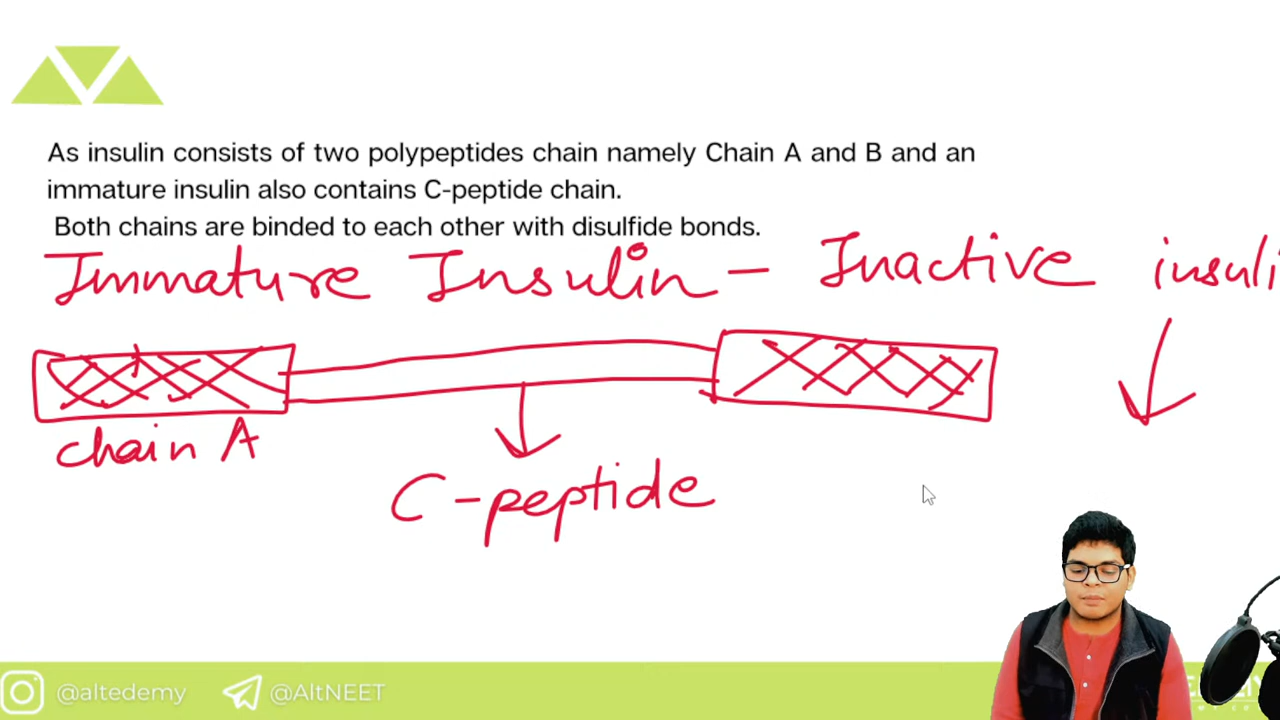 As insulin consists of two polypeptides chain namely Chain A and B and an
immature insulin also contains C-peptide chain.
Both chains are binded to each other with disulfide bonds.
Immature Insulin - Inactive insuli
chain A
C-peptide
@altedemy @AltNEET